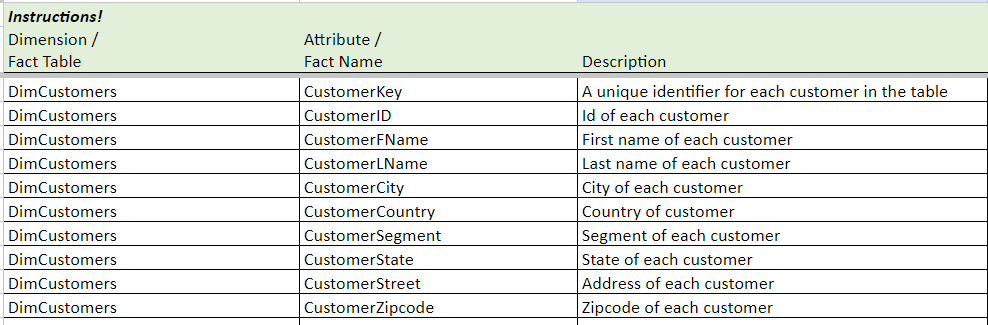 Instructions!
Dimension / Attribute /
Fact Table Fact Name Description
DimCustomers CustomerKey A unique identifier for each customer in the table
DimCustomers CustomerID Id of each customer
DimCustomers CustomerFName First name of each customer
DimCustomers CustomerLName Last name of each customer
DimCustomers CustomerCity City of each customer
DimCustomers CustomerCountry Country of customer
DimCustomers CustomerSegment Segment of each customer
DimCustomers CustomerState State of each customer
DimCustomers CustomerStreet Address of each customer
DimCustomers CustomerZipcode Zipcode of each customer